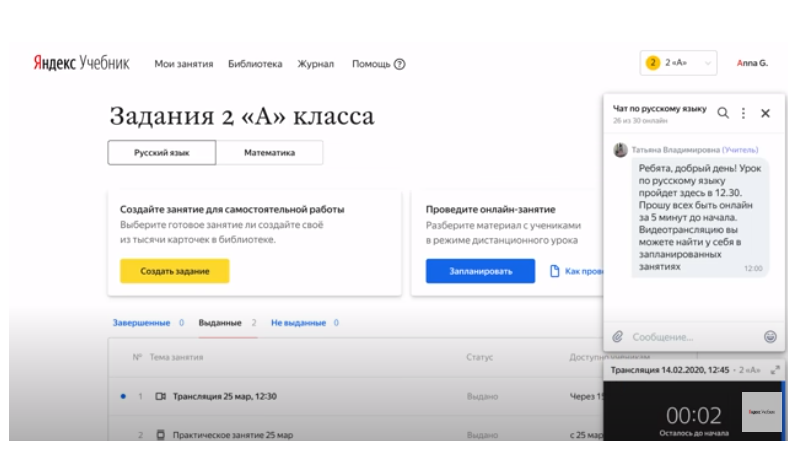 Яндекс Учебник
Мои занятия Библиотека Журнал Помощь ?
2 2 «А»
Anna G.
Задания 2 «А» класса
Русский язык Математика
Создайте занятие для самостоятельной работы
Выберите готовое занятие или создайте своё
из тысячи карточек в библиотеке.
Создать задание
Проведите онлайн-занятие
Разберите материал с учениками
в режиме дистанционного урока
Запланировать
Как пров
Завершенные 0 Выданные 2 Не выданные 0
№ Тема занятия Статус
1 Трансляция 25 мар, 12:30 Выдано Через
2 Практическое занятие 25 мар Выдано с 25 мар
Чат по русскому языку
26 из 30 онлайн
Татьяна Владимировна (Учитель)
Ребята, добрый день! Урок
по русскому языку
пройдет здесь в 12.30.
Прошу всех быть онлайн
за 5 минут до начала.
Видеотрансляцию вы
можете найти у себя в
запланированных
занятиях
12:00
Сообщение...
Трансляция 14.02.2020, 12:45 - 2 «А»
00:02
Осталось до начала
Яндекс Учебник